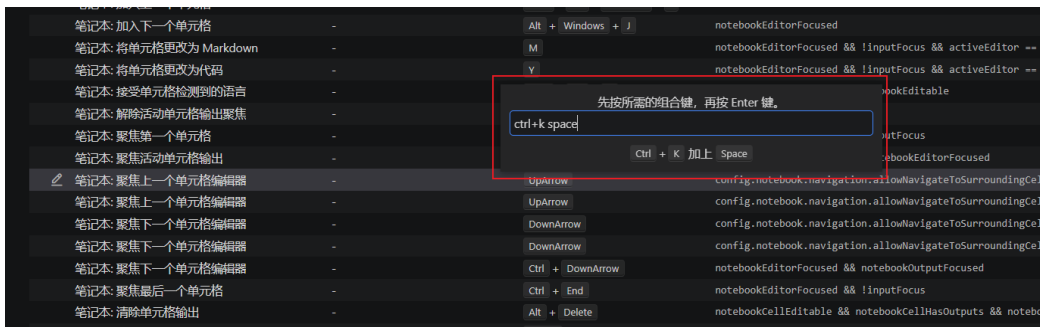 笔记本: 加入下一个单元格 - Alt + Windows + J notebookEditorFocused
笔记本: 将单元格更改为 Markdown - M notebookEditorFocused && !inputFocus && activeEditor ==
笔记本: 将单元格更改为代码 - Y notebookEditorFocused && !inputFocus && activeEditor ==
笔记本: 接受单元格检测到的语言 - ookEditable
先按所需的组合键，再按 Enter 键。
笔记本: 解除活动单元格输出聚焦 -
ctrl+k space
笔记本: 聚焦第一个单元格 - utFocus
笔记本: 聚焦活动单元格输出 - ebookEditorFocused
Ctrl + K 加上 Space
笔记本: 聚焦上一个单元格编辑器 - UpArrow config.notebook.navigation.allowNavigateToSurroundingCel
笔记本: 聚焦上一个单元格编辑器 - UpArrow config.notebook.navigation.allowNavigateToSurroundingCel
笔记本: 聚焦下一个单元格编辑器 - DownArrow config.notebook.navigation.allowNavigateToSurroundingCel
笔记本: 聚焦下一个单元格编辑器 - DownArrow config.notebook.navigation.allowNavigateToSurroundingCel
笔记本: 聚焦下一个单元格编辑器 - Ctrl + DownArrow notebookEditorFocused && notebookOutputFocused
笔记本: 聚焦最后一个单元格 - Ctrl + End notebookEditorFocused && !inputFocus
笔记本: 清除单元格输出 - Alt + Delete notebookCellEditable && notebookCellHasOutputs && notebo